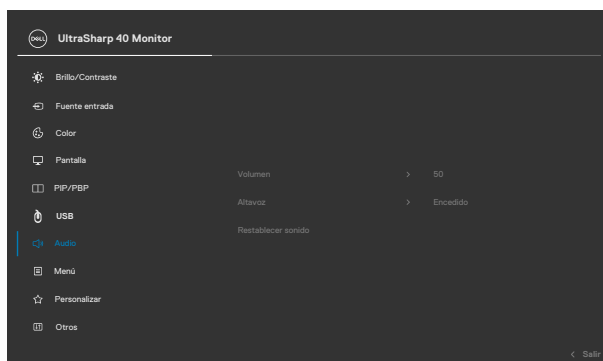 DELL
UltraSharp 40 Monitor
Brillo/Contraste
Fuente entrada
Color
Pantalla
PIP/PBP
USB
Audio
Menú
Personalizar
Otros
Volumen > 50
Altavoz > Encedido
Restablecer sonido
< Salir